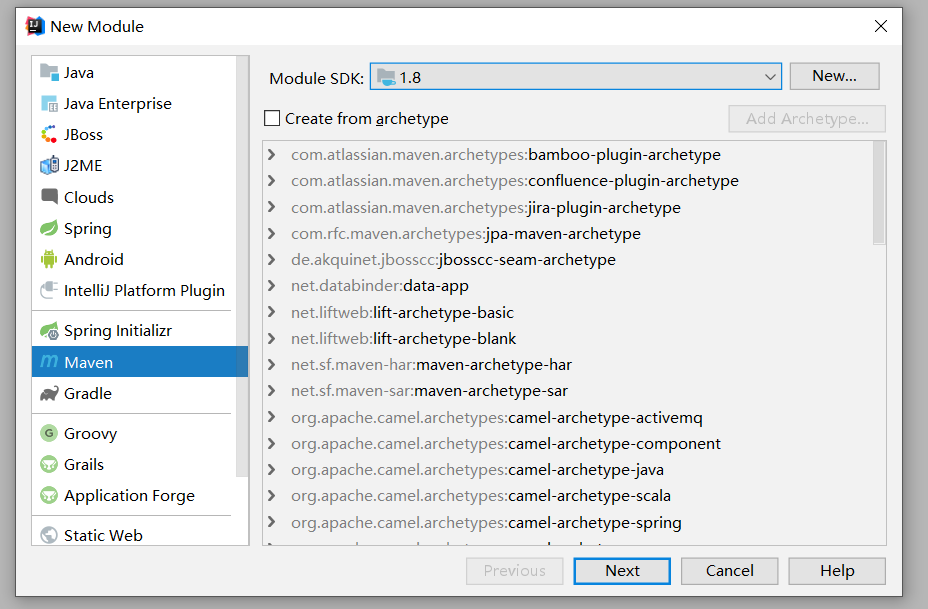 New Module
Java
Java Enterprise
JBoss
J2ME
Clouds
Spring
Android
IntelliJ Platform Plugin
Spring Initializr
Maven
Gradle
Groovy
Grails
Application Forge
Static Web
Module SDK: 1.8 New...
Create from archetype Add Archetype...
com.atlassian.maven.archetypes:bamboo-plugin-archetype
com.atlassian.maven.archetypes:confluence-plugin-archetype
com.atlassian.maven.archetypes:jira-plugin-archetype
com.rfc.maven.archetypes:jpa-maven-archetype
de.akquinet.jbosscc:jbosscc-seam-archetype
net.databinder:data-app
net.liftweb:lift-archetype-basic
net.liftweb:lift-archetype-blank
net.sf.maven-har:maven-archetype-har
net.sf.maven-sar:maven-archetype-sar
org.apache.camel.archetypes:camel-archetype-activemq
org.apache.camel.archetypes:camel-archetype-component
org.apache.camel.archetypes:camel-archetype-java
org.apache.camel.archetypes:camel-archetype-scala
org.apache.camel.archetypes:camel-archetype-spring
Previous Next Cancel Help